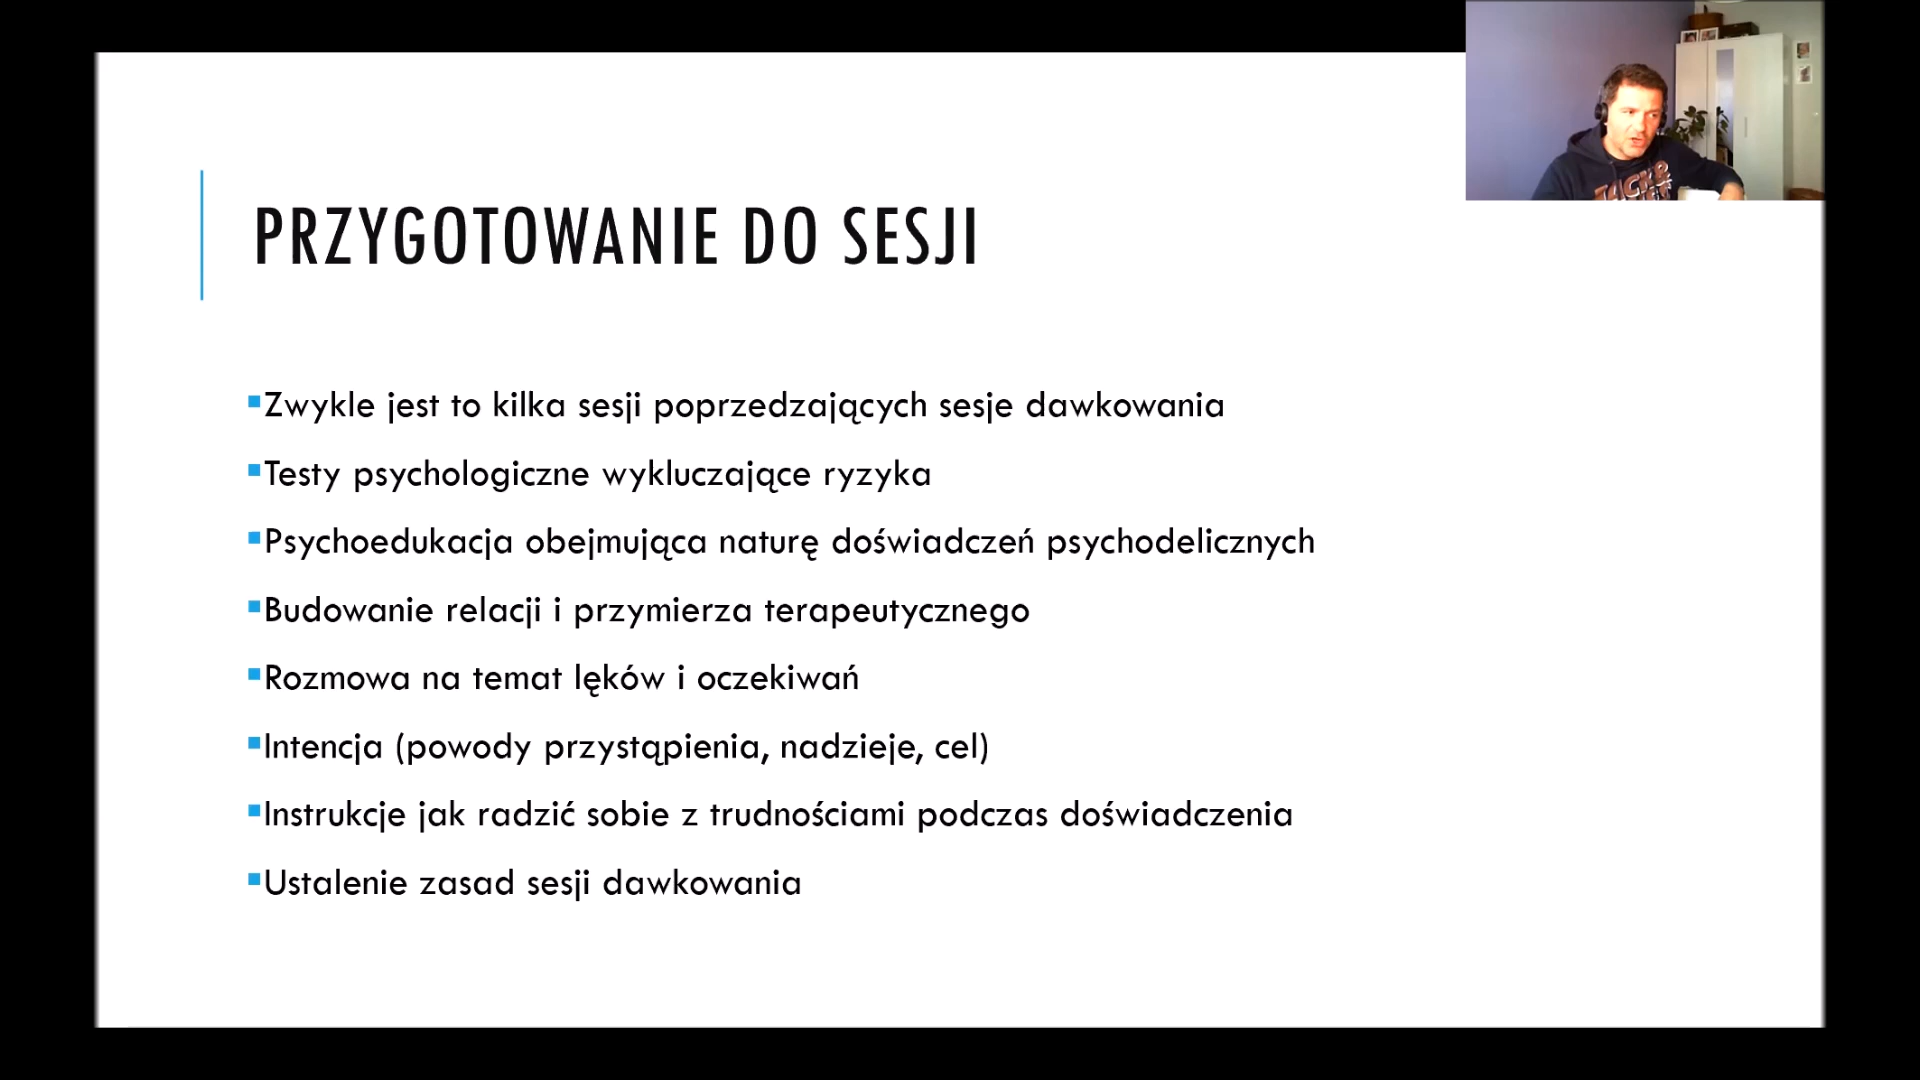 PRZYGOTOWANIE DO SESJI
▪Zwykle jest to kilka sesji poprzedzających sesje dawkowania
▪Testy psychologiczne wykluczające ryzyka
▪Psychoedukacja obejmująca naturę doświadczeń psychodelicznych
▪Budowanie relacji i przymierza terapeutycznego
▪Rozmowa na temat lęków i oczekiwań
▪Intencja (powody przystąpienia, nadzieje, cel)
▪Instrukcje jak radzić sobie z trudnościami podczas doświadczenia
▪Ustalenie zasad sesji dawkowania